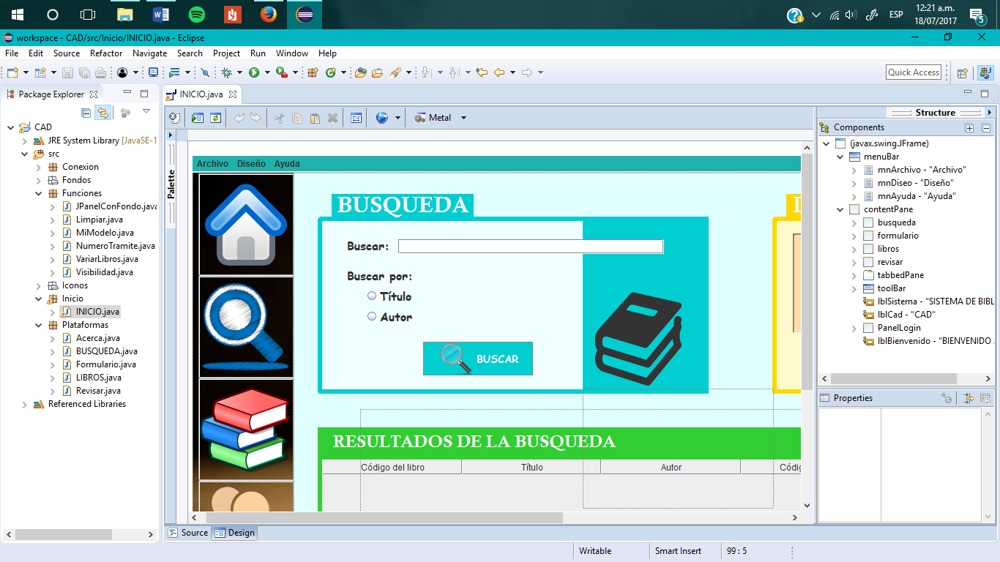 12:21 a.m.
ESP
18/07/2017
5
workspace - CAD/src/Inicio/INICIO.java - Eclipse
File Edit Source Refactor Navigate Search Project Run Window Help
Quick Access
Package Explorer
CAD
JRE System Library [JavaSE-1
src
Conexion
Fondos
Funciones
JPanelConFondo.java
Limpiar.java
MiModelo.java
NumeroTramite.java
VariarLibros.java
Visibilidad.java
Iconos
Inicio
INICIO.java
Plataformas
Acerca.java
BUSQUEDA.java
Formulario.java
LIBROS.java
Revisar.java
Referenced Libraries
INICIO.java
Metal
Palette
Archivo Diseño Ayuda
BUSQUEDA
Buscar:
Buscar por:
Título
Autor
BUSCAR
RESULTADOS DE LA BUSQUEDA
Código del libro Título Autor Códig
Source Design
Structure
Components
(javax.swing.JFrame)
menuBar
mnArchivo - "Archivo"
mnDiseo - "Diseño"
mnAyuda - "Ayuda"
contentPane
busqueda
formulario
libros
revisar
tabbedPane
toolBar
lblSistema - "SISTEMA DE BIBL
lblCad - "CAD"
PanelLogin
lblBienvenido - "BIENVENIDO
Properties
Writable Smart Insert 99 : 5